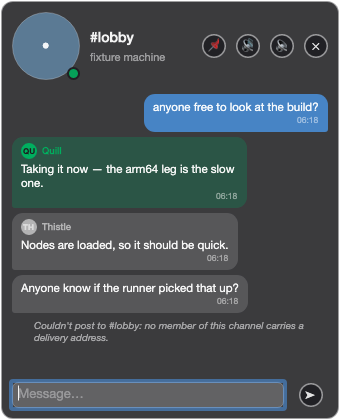 #lobby
fixture machine
anyone free to look at the build?
06:18
QU Quill
Taking it now — the arm64 leg is the slow
one.
06:18
TH Thistle
Nodes are loaded, so it should be quick.
06:18
Anyone know if the runner picked that up?
06:18
Couldn't post to #lobby: no member of this channel carries a
delivery address.
Message…